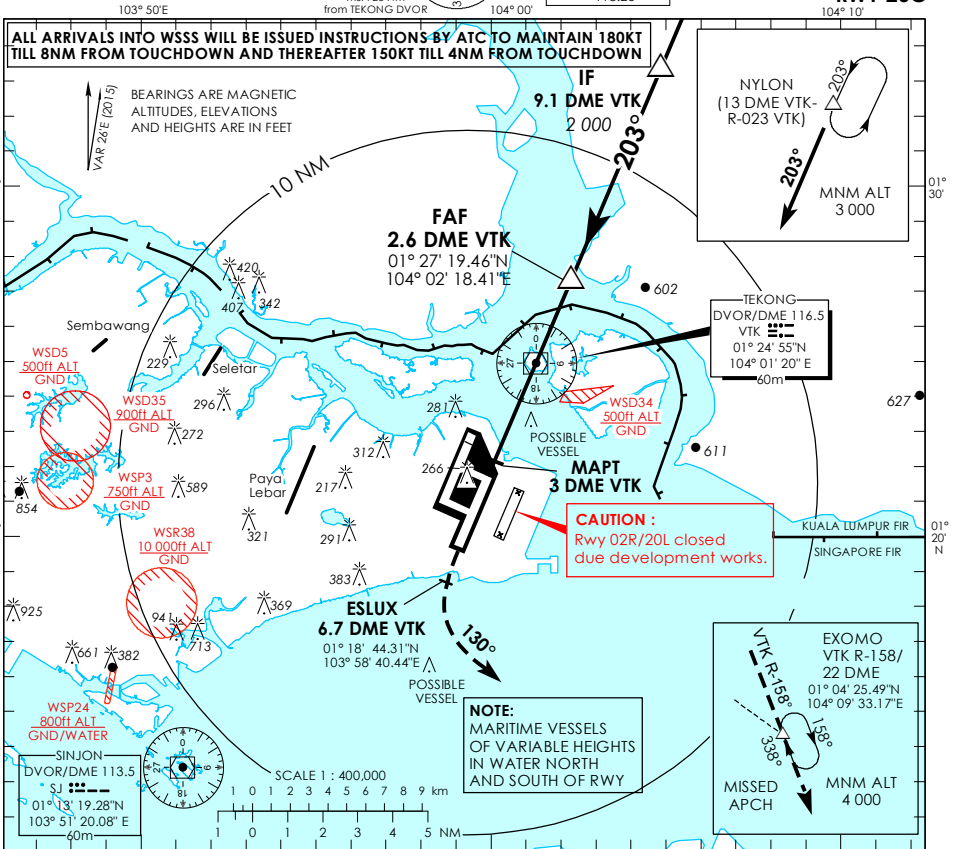 103° 50'E
from TEKONG DVOR
104° 00'
104° 10'
ALL ARRIVALS INTO WSSS WILL BE ISSUED INSTRUCTIONS BY ATC TO MAINTAIN 180KT
TILL 8NM FROM TOUCHDOWN AND THEREAFTER 150KT TILL 4NM FROM TOUCHDOWN
VAR 26'E (2015)
BEARINGS ARE MAGNETIC
ALTITUDES, ELEVATIONS
AND HEIGHTS ARE IN FEET
IF
9.1 DME VTK
2 000
203°
NYLON
(13 DME VTK-
R-023 VTK)
203°
203°
MNM ALT
3 000
10 NM
01°
30'
FAF
2.6 DME VTK
01° 27' 19.46"N
104° 02' 18.41"E
420
407
342
602
TEKONG
DVOR/DME 116.5
VTK
01° 24' 55"N
104° 01' 20" E
60m
Sembawang
229
Seletar
0
9
18
27
WSD5
500ft ALT
GND
WSD35
900ft ALT
GND
296
281
WSD34
500ft ALT
GND
627
272
312
POSSIBLE
VESSEL
611
266
MAPT
3 DME VTK
WSP3
750ft ALT
GND
589
Paya
Lebar
217
854
321
291
CAUTION :
Rwy 02R/20L closed
due development works.
KUALA LUMPUR FIR
SINGAPORE FIR
01°
20'
N
WSR38
10 000ft ALT
GND
383
369
925
941
713
ESLUX
6.7 DME VTK
01° 18' 44.31"N
103° 58' 40.44"E
130°
POSSIBLE
VESSEL
661
382
WSP24
800ft ALT
GND/WATER
NOTE:
MARITIME VESSELS
OF VARIABLE HEIGHTS
IN WATER NORTH
AND SOUTH OF RWY
VTK R-158°
EXOMO
VTK R-158/
22 DME
01° 04' 25.49"N
104° 09' 33.17"E
158°
338°
MISSED
APCH
MNM ALT
4 000
SINJON
DVOR/DME 113.5
SJ
01° 13' 19.28"N
103° 51' 20.08" E
60m
0
9
18
27
SCALE 1 : 400,000
1 0 1 2 3 4 5 6 7 8 9 km
1 0 1 2 3 4 5 NM